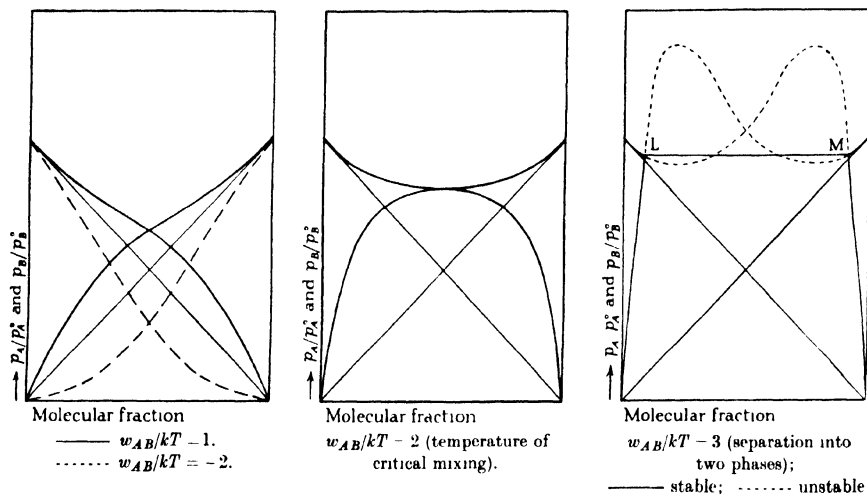 p_A/p_A° and p_B/p_B°
Molecular fraction
w_AB/kT – 1.
w_AB/kT = –2.
p_A/p_A° and p_B/p_B°
Molecular fraction
w_AB/kT – 2 (temperature of
critical mixing).
L
M
p_A p_A° and p_B/p_B°
Molecular fraction
w_AB/kT – 3 (separation into
two phases);
stable; unstable